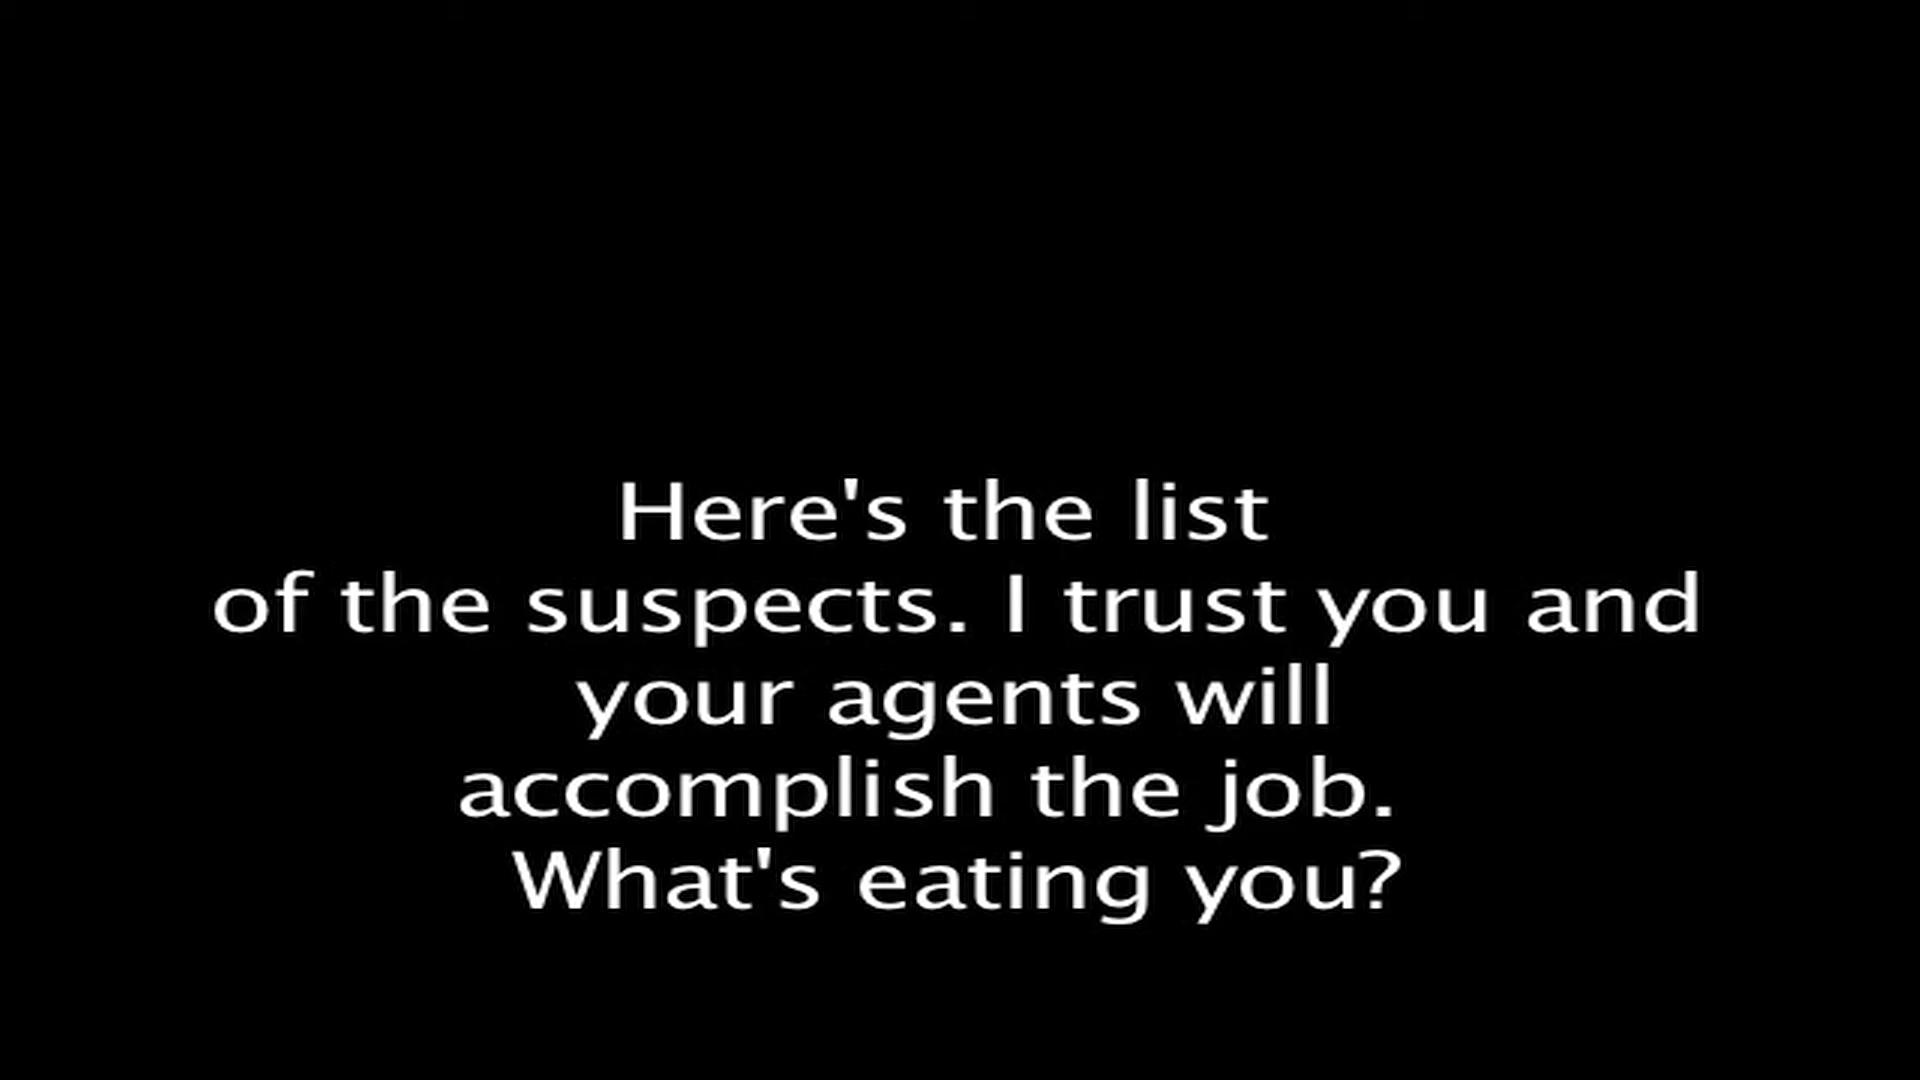 Here's the list
of the suspects. I trust you and
your agents will
accomplish the job.
What's eating you?